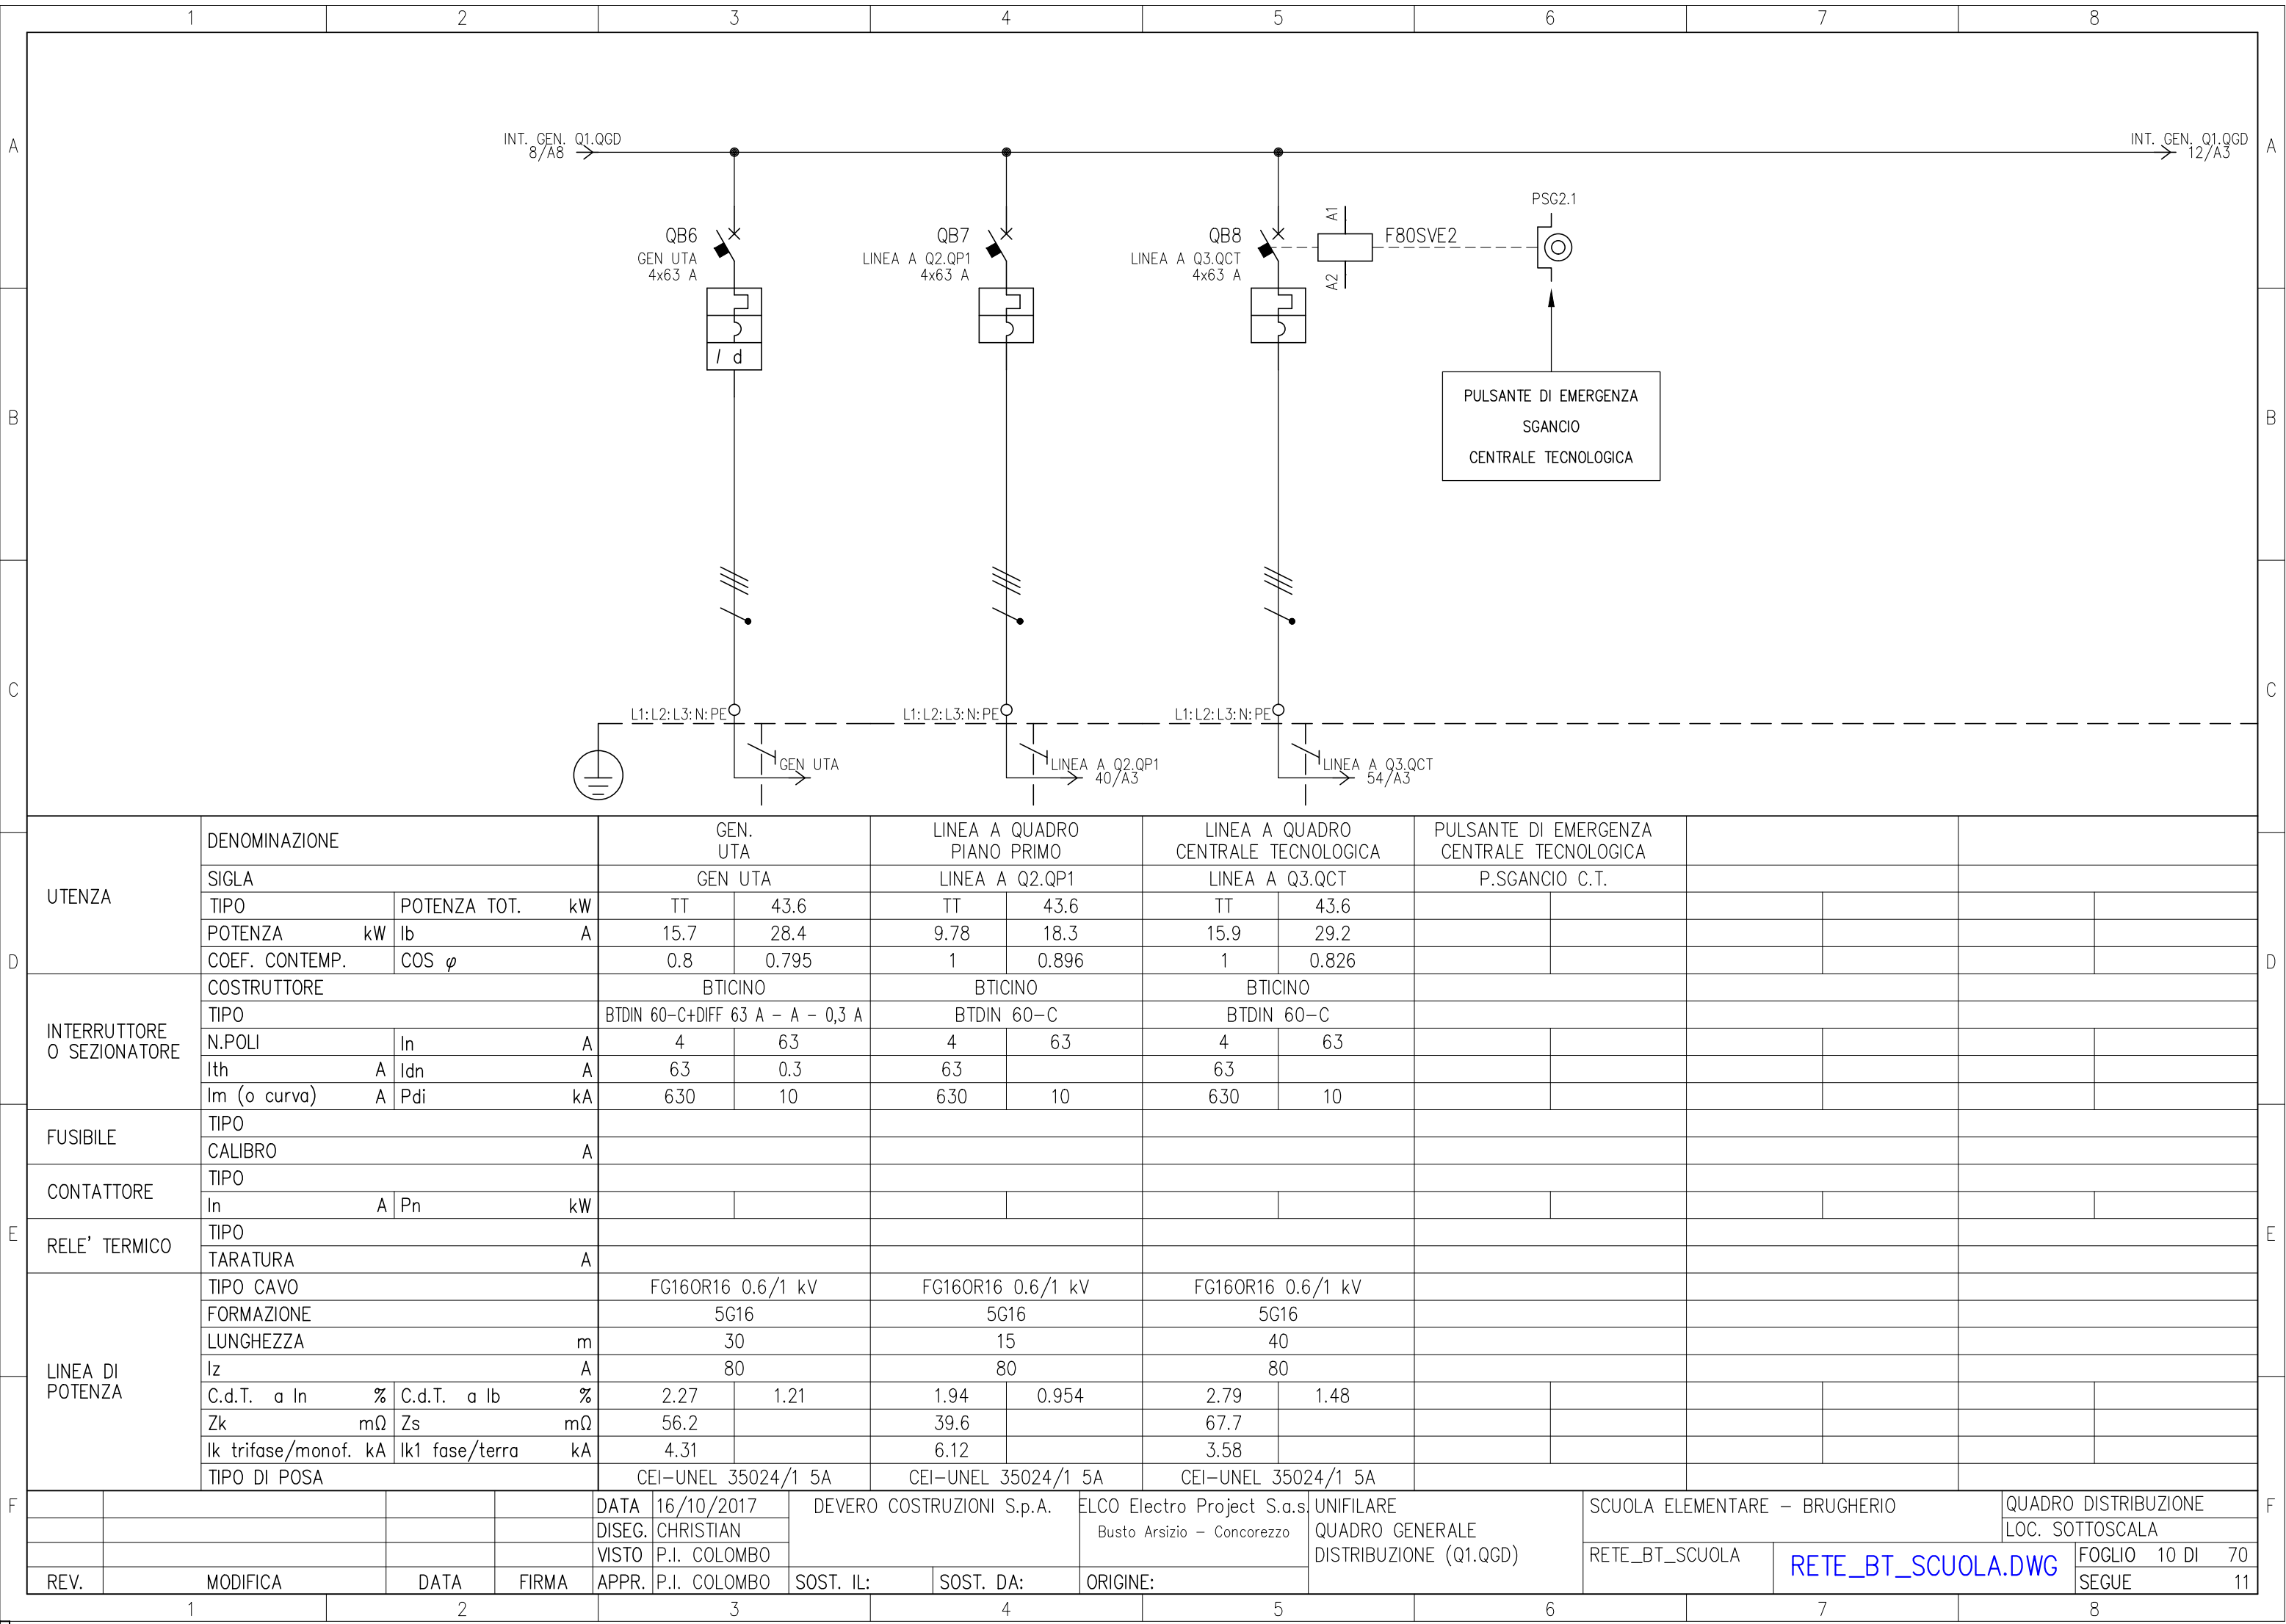 1 2 3 4 5 6 7 8
A A
INT. GEN. Q1.QGD
8/A8
INT. GEN. Q1.QGD
12/A3
PSG2.1
QB6
GEN UTA
4x63 A
QB7
LINEA A Q2.QP1
4x63 A
QB8
LINEA A Q3.QCT
4x63 A
A1
A2
F80SVE2
I d
B B
PULSANTE DI EMERGENZA
SGANCIO
CENTRALE TECNOLOGICA
C C
L1:L2:L3:N:PE L1:L2:L3:N:PE L1:L2:L3:N:PE
GEN UTA
LINEA A Q2.QP1
40/A3
LINEA A Q3.QCT
54/A3
UTENZA
DENOMINAZIONE
GEN.
UTA
LINEA A QUADRO
PIANO PRIMO
LINEA A QUADRO
CENTRALE TECNOLOGICA
PULSANTE DI EMERGENZA
CENTRALE TECNOLOGICA
SIGLA GEN UTA LINEA A Q2.QP1 LINEA A Q3.QCT P.SGANCIO C.T.
TIPO POTENZA TOT. kW TT 43.6 TT 43.6 TT 43.6
POTENZA kW Ib A 15.7 28.4 9.78 18.3 15.9 29.2
D D
COEF. CONTEMP. COS φ 0.8 0.795 1 0.896 1 0.826
INTERRUTTORE
O SEZIONATORE
COSTRUTTORE BTICINO BTICINO BTICINO
TIPO BTDIN 60-C+DIFF 63 A - A - 0,3 A BTDIN 60-C BTDIN 60-C
N.POLI In A 4 63 4 63 4 63
Ith A Idn A 63 0.3 63 63
Im (o curva) A Pdi kA 630 10 630 10 630 10
FUSIBILE
TIPO
CALIBRO A
CONTATTORE
TIPO
In A Pn kW
E E
RELE' TERMICO
TIPO
TARATURA A
LINEA DI
POTENZA
TIPO CAVO FG16OR16 0.6/1 kV FG16OR16 0.6/1 kV FG16OR16 0.6/1 kV
FORMAZIONE 5G16 5G16 5G16
LUNGHEZZA m 30 15 40
Iz A 80 80 80
C.d.T. a In % C.d.T. a Ib % 2.27 1.21 1.94 0.954 2.79 1.48
Zk mΩ Zs mΩ 56.2 39.6 67.7
Ik trifase/monof. kA Ik1 fase/terra kA 4.31 6.12 3.58
TIPO DI POSA CEI-UNEL 35024/1 5A CEI-UNEL 35024/1 5A CEI-UNEL 35024/1 5A
F F
DATA 16/10/2017
DISEG. CHRISTIAN
VISTO P.I. COLOMBO
REV. MODIFICA DATA FIRMA APPR. P.I. COLOMBO
DEVERO COSTRUZIONI S.p.A.
SOST. IL: SOST. DA: ORIGINE:
ELCO Electro Project S.a.s.
Busto Arsizio - Concorezzo
UNIFILARE
QUADRO GENERALE
DISTRIBUZIONE (Q1.QGD)
SCUOLA ELEMENTARE - BRUGHERIO
RETE_BT_SCUOLA
RETE_BT_SCUOLA.DWG
QUADRO DISTRIBUZIONE
LOC. SOTTOSCALA
FOGLIO 10 DI 70
SEGUE 11
1 2 3 4 5 6 7 8